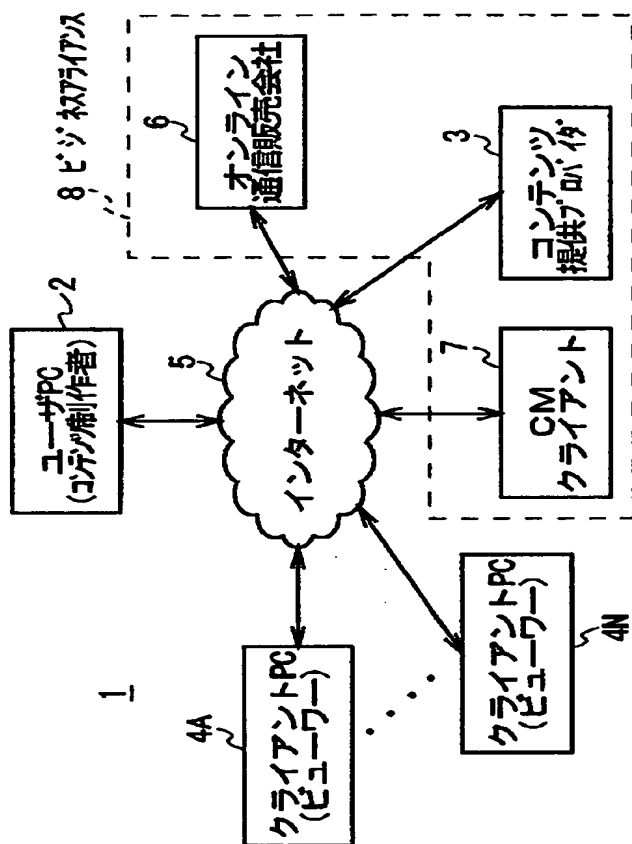 1
ユーザPC
(コンテンツ制作者)
2
8 ビジネスアライアンス
4A
クライアントPC
(ビューワー)
5
インターネット
6
オンライン
通信販売会社
クライアントPC
(ビューワー)
4N
7
CM
クライアント
3
コンテンツ
提供プロバイダ